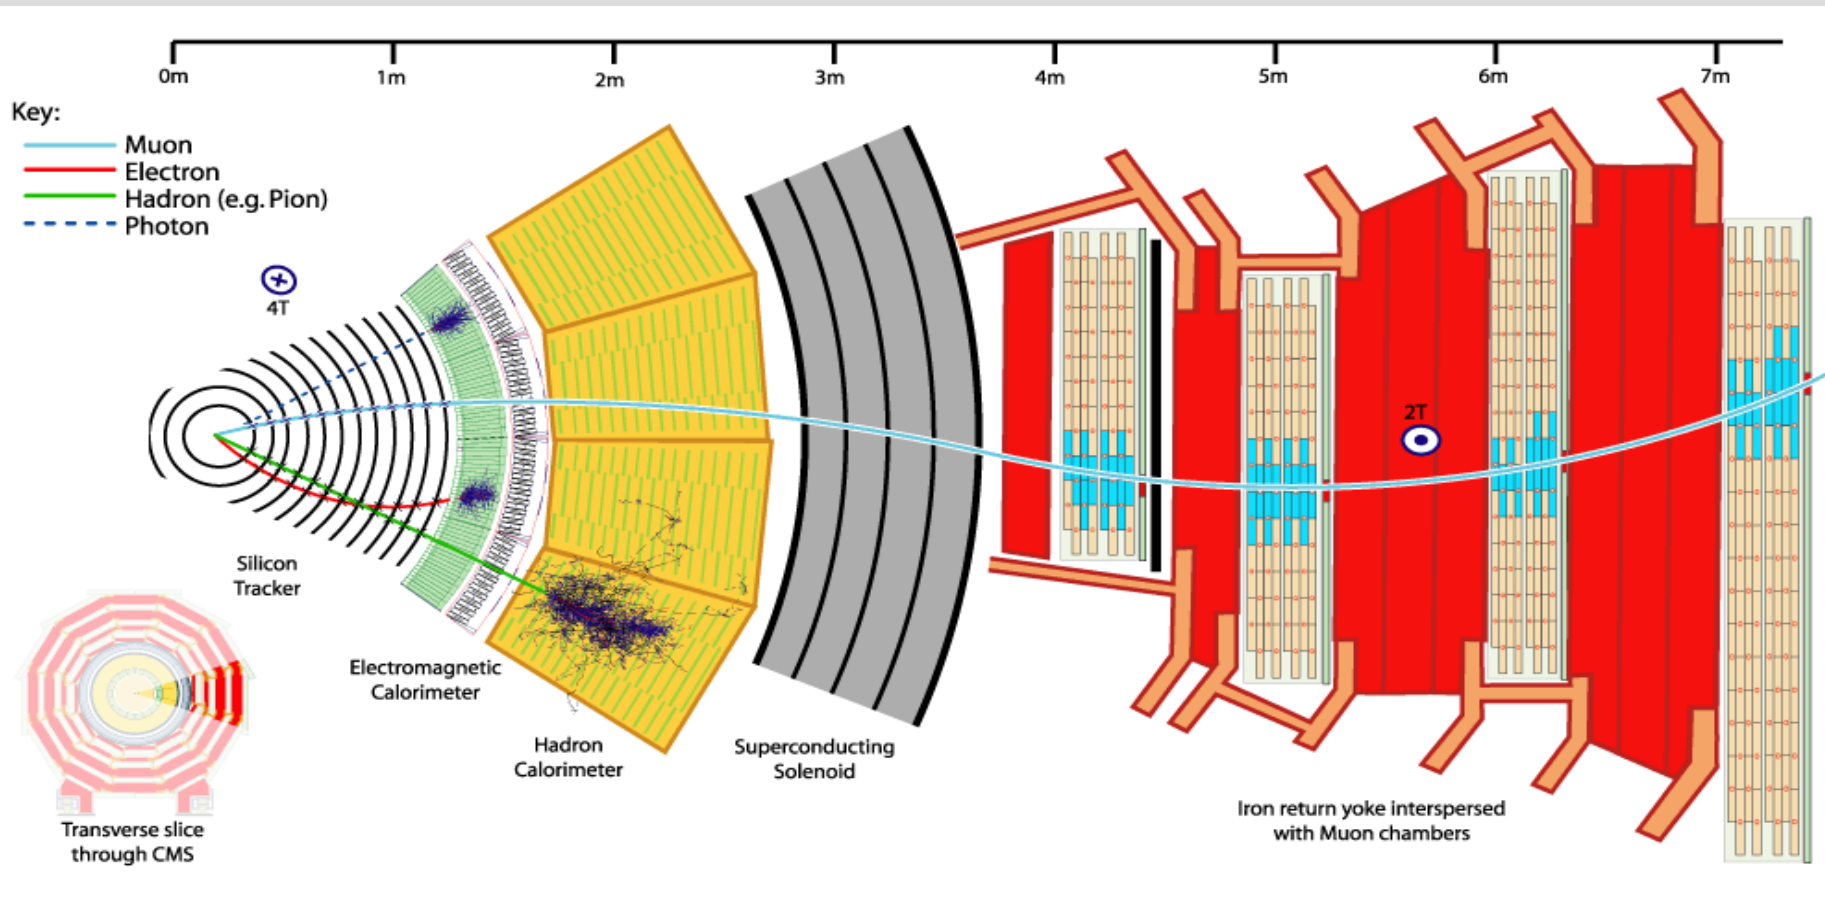 0m
1m
2m
3m
4m
5m
6m
7m
Key:
Muon
Electron
Hadron (e.g. Pion)
Photon
4T
2T
Silicon
Tracker
Electromagnetic
Calorimeter
Hadron
Calorimeter
Superconducting
Solenoid
Iron return yoke interspersed
with Muon chambers
Transverse slice
through CMS